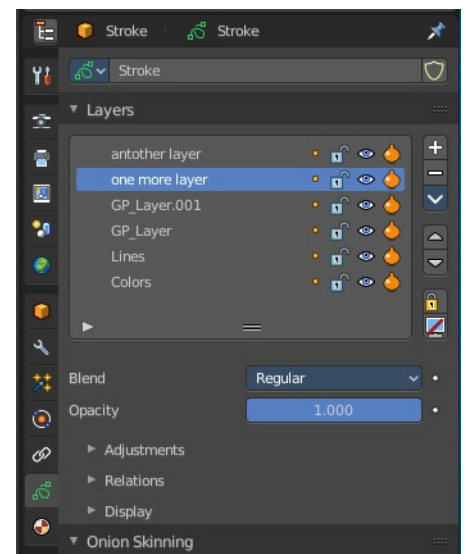 Stroke Stroke
Stroke
Layers
antother layer
one more layer
GP_Layer.001
GP_Layer
Lines
Colors
Blend Regular
Opacity 1.000
Adjustments
Relations
Display
Onion Skinning